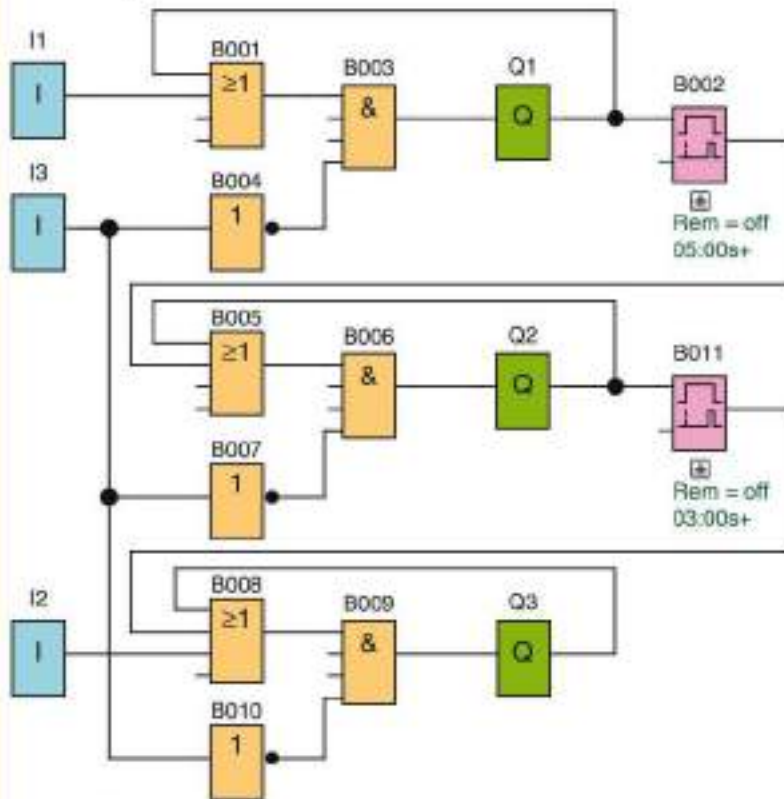 I1
I
B001
≥1
B003
&
Q1
Q
B002
Rem = off
05:00s+
I3
I
B004
1
B005
≥1
B006
&
Q2
Q
B011
Rem = off
03:00s+
B007
1
I2
I
B008
≥1
B009
&
Q3
Q
B010
1